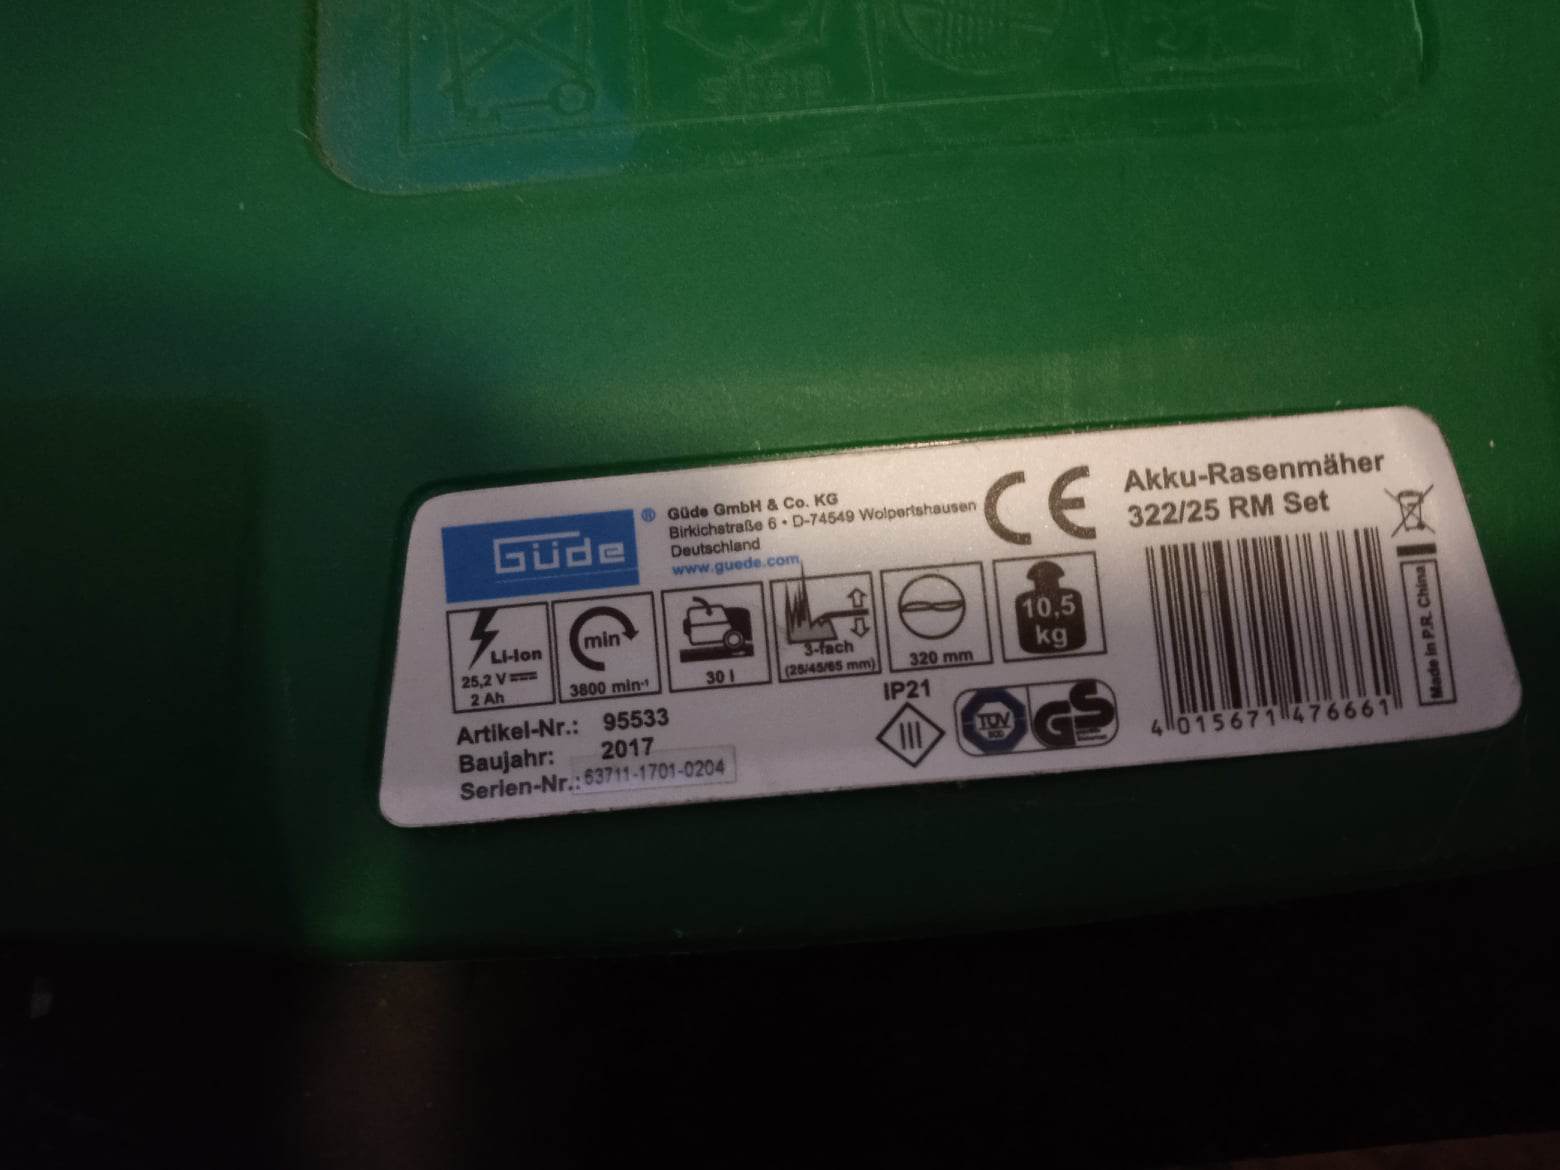 Güde ®
Güde GmbH & Co. KG
Birkichstraße 6 • D-74549 Wolpertshausen
Deutschland
www.guede.com
CE
Akku-Rasenmäher
322/25 RM Set
Li-Ion
25,2 V
2 Ah
min
3800 min-1
30 l
3-fach
(25/45/65 mm)
320 mm
10,5
kg
Artikel-Nr.: 95533
Baujahr: 2017
Serien-Nr.: 63711-1701-0204
IP21
III
TÜV
GS
4 015671 476661
Made in P.R. China